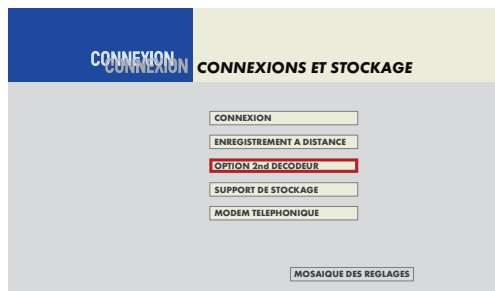 CONNEXION
CONNEXION
CONNEXIONS ET STOCKAGE
CONNEXION
ENREGISTREMENT A DISTANCE
OPTION 2nd DECODEUR
SUPPORT DE STOCKAGE
MODEM TELEPHONIQUE
MOSAIQUE DES REGLAGES